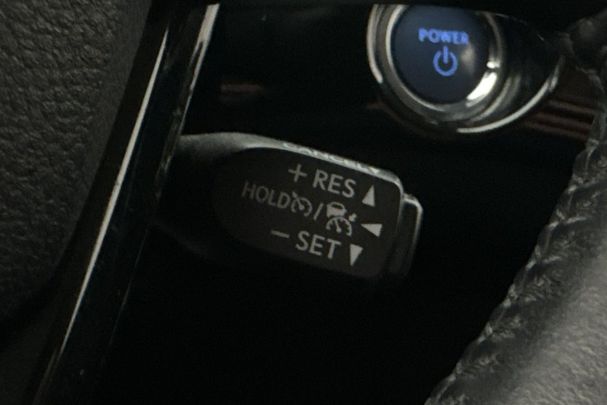 POWER
CANCEL
+ RES ▲
HOLD / ◀
− SET ▼